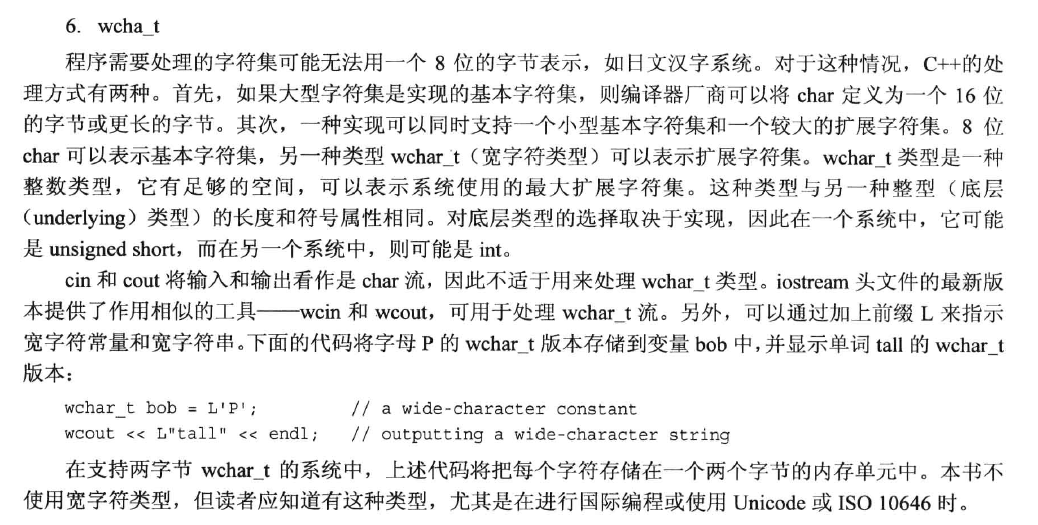 6. wcha_t
程序需要处理的字符集可能无法用一个 8 位的字节表示，如日文汉字系统。对于这种情况，C++的处
理方式有两种。首先，如果大型字符集是实现的基本字符集，则编译器厂商可以将 char 定义为一个 16 位
的字节或更长的字节。其次，一种实现可以同时支持一个小型基本字符集和一个较大的扩展字符集。8 位
char 可以表示基本字符集，另一种类型 wchar_t（宽字符类型）可以表示扩展字符集。wchar_t 类型是一种
整数类型，它有足够的空间，可以表示系统使用的最大扩展字符集。这种类型与另一种整型（底层
（underlying）类型）的长度和符号属性相同。对底层类型的选择取决于实现，因此在一个系统中，它可能
是 unsigned short，而在另一个系统中，则可能是 int。
cin 和 cout 将输入和输出看作是 char 流，因此不适于用来处理 wchar_t 类型。iostream 头文件的最新版
本提供了作用相似的工具——wcin 和 wcout，可用于处理 wchar_t 流。另外，可以通过加上前缀 L 来指示
宽字符常量和宽字符串。下面的代码将字母 P 的 wchar_t 版本存储到变量 bob 中，并显示单词 tall 的 wchar_t
版本：
wchar_t bob = L'P'; // a wide-character constant
wcout << L"tall" << endl; // outputting a wide-character string
在支持两字节 wchar_t 的系统中，上述代码将把每个字符存储在一个两个字节的内存单元中。本书不
使用宽字符类型，但读者应知道有这种类型，尤其是在进行国际编程或使用 Unicode 或 ISO 10646 时。